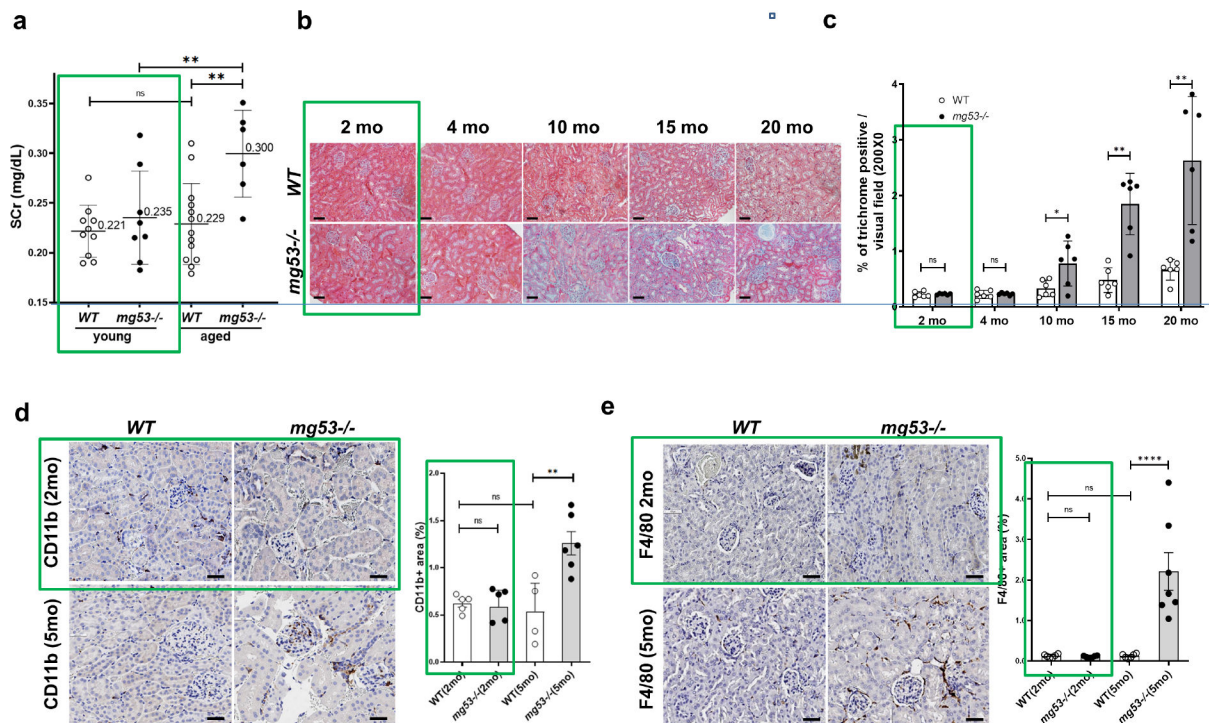 a
**
**
ns
0.35
0.30
0.25
0.20
0.15
SCr (mg/dL)
0.221
0.235
0.229
0.300
WT mg53-/- WT mg53-/-
young aged
b
2 mo 4 mo 10 mo 15 mo 20 mo
WT
mg53-/-
c
WT
mg53-/-
% of trichrome positive /
visual field (200X0)
4
3
2
1
0
ns
ns
*
**
**
2 mo 4 mo 10 mo 15 mo 20 mo
d
WT mg53-/-
CD11b (2mo)
CD11b (5mo)
CD11b+ area (%)
2.0
1.5
1.0
0.5
0.0
**
ns
ns
WT(2mo)
mg53-/-(2mo)
WT(5mo)
mg53-/-(5mo)
e
WT mg53-/-
F4/80 2mo
F4/80 (5mo)
F4/80+ area (%)
5.0
4.0
3.0
2.0
1.0
0.0
****
ns
ns
WT(2mo)
mg53-/-(2mo)
WT(5mo)
mg53-/-(5mo)